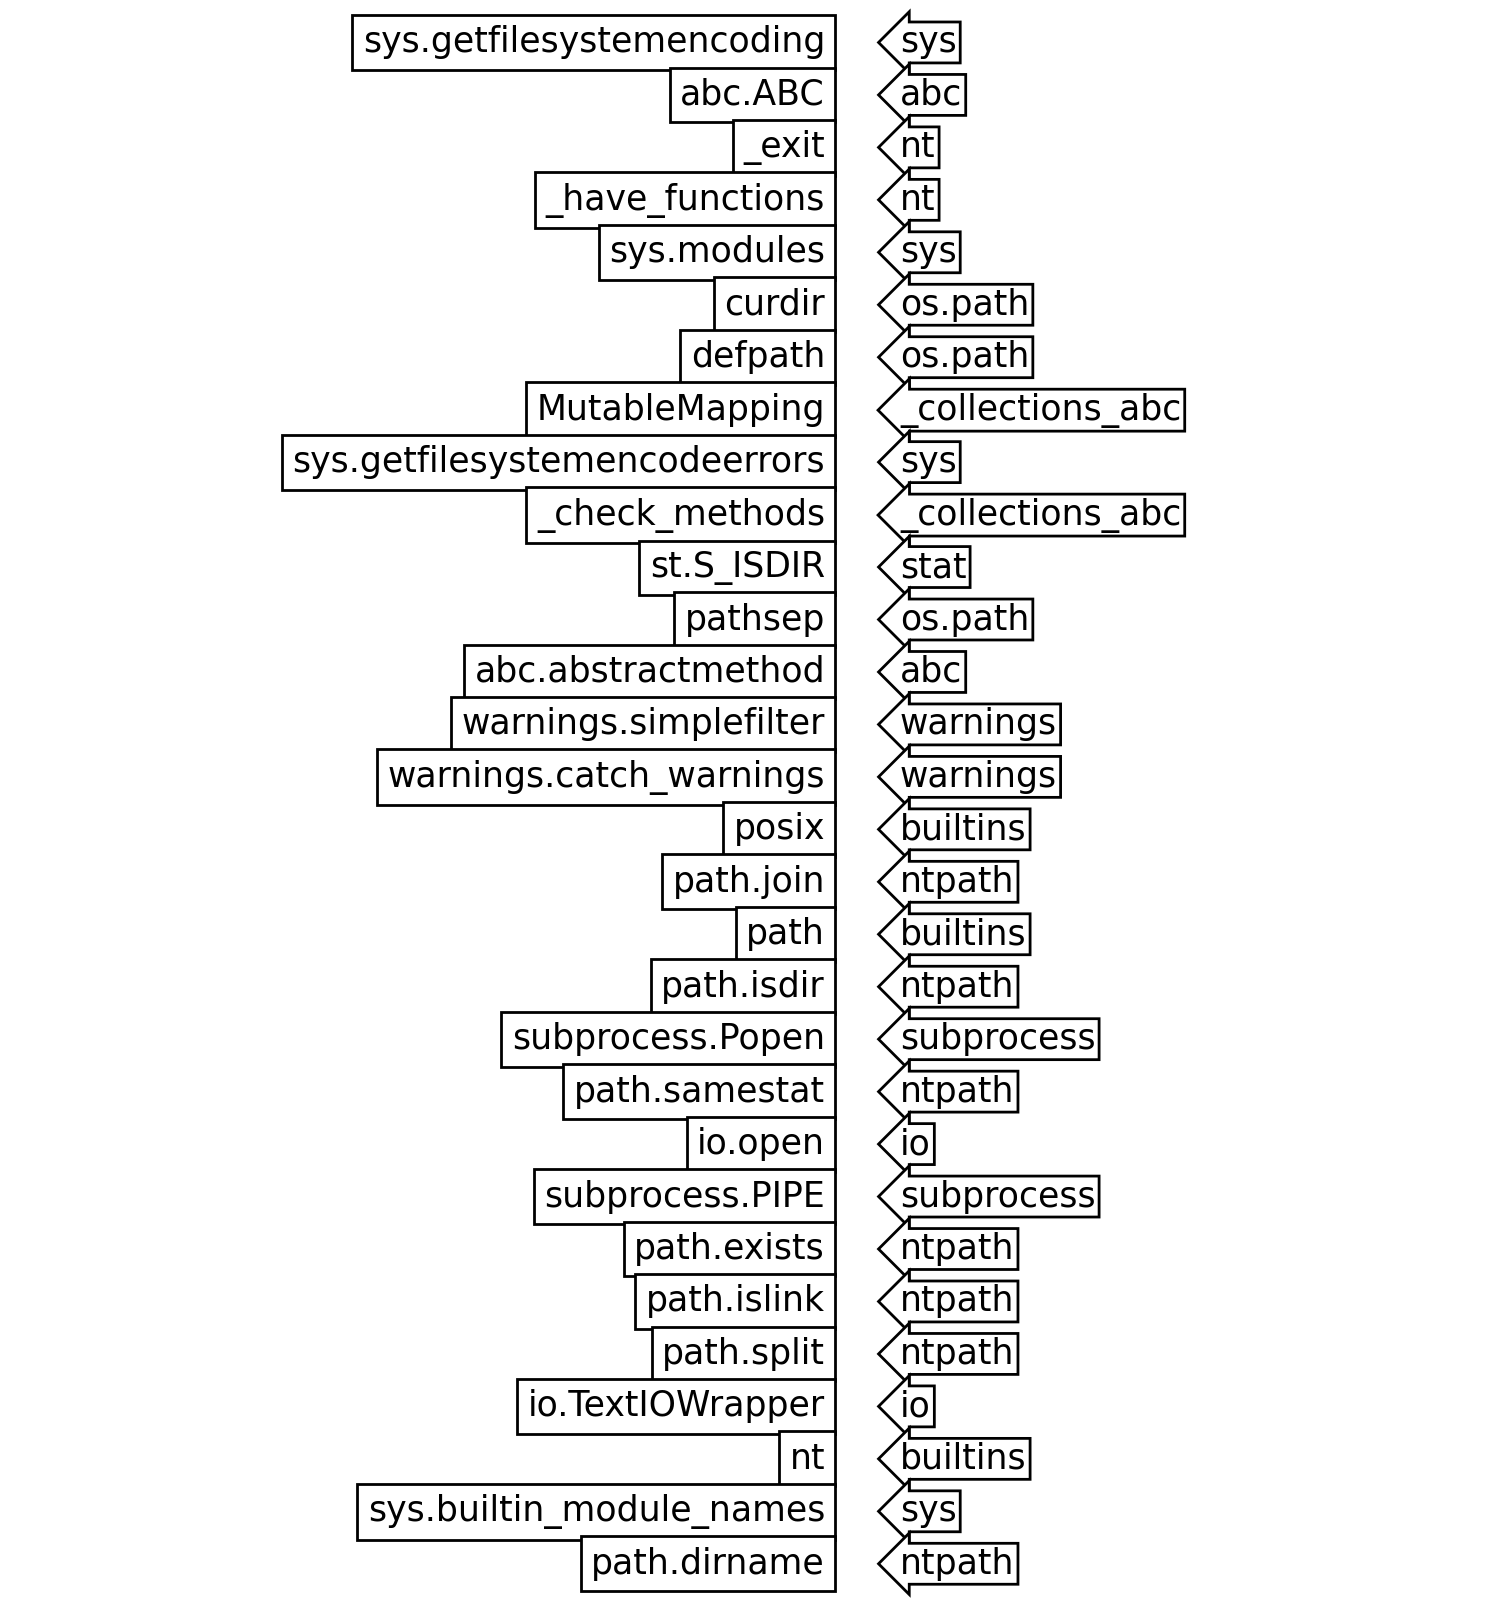 sys.getfilesystemencoding sys
abc.ABC abc
_exit nt
_have_functions nt
sys.modules sys
curdir os.path
defpath os.path
MutableMapping _collections_abc
sys.getfilesystemencodeerrors sys
_check_methods _collections_abc
st.S_ISDIR stat
pathsep os.path
abc.abstractmethod abc
warnings.simplefilter warnings
warnings.catch_warnings warnings
posix builtins
path.join ntpath
path builtins
path.isdir ntpath
subprocess.Popen subprocess
path.samestat ntpath
io.open io
subprocess.PIPE subprocess
path.exists ntpath
path.islink ntpath
path.split ntpath
io.TextIOWrapper io
nt builtins
sys.builtin_module_names sys
path.dirname ntpath